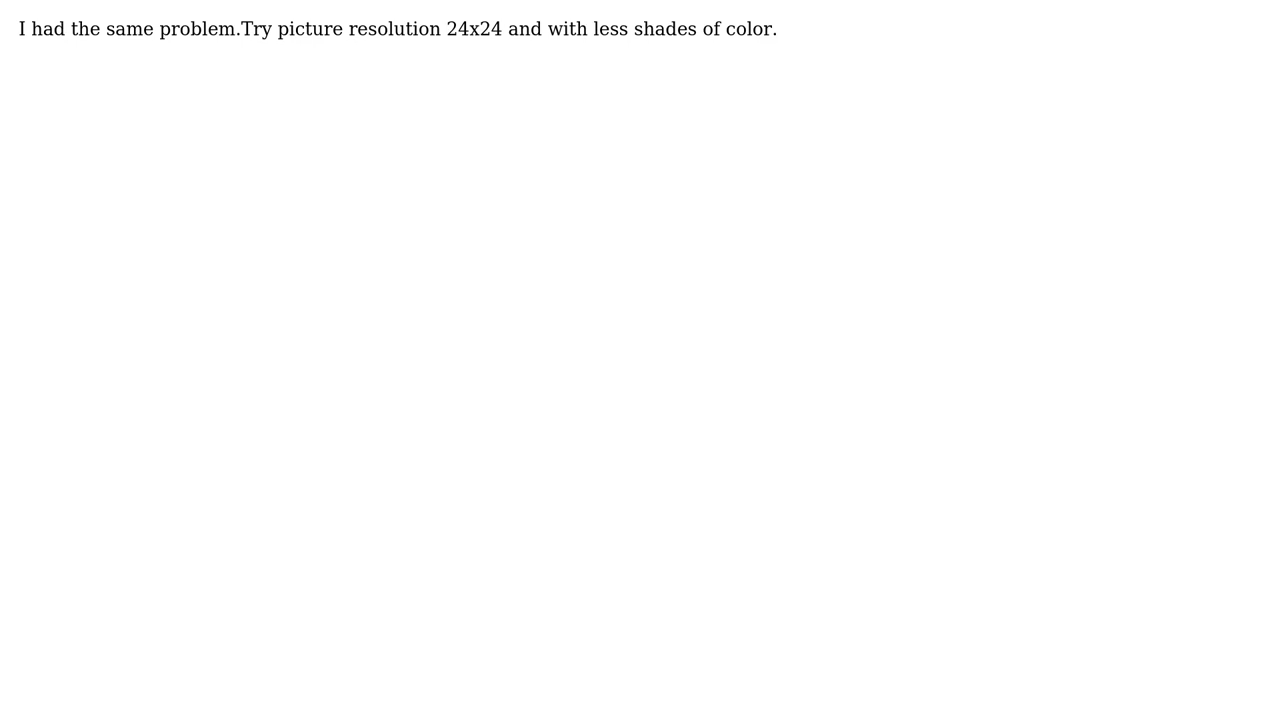 I had the same problem.Try picture resolution 24x24 and with less shades of color.